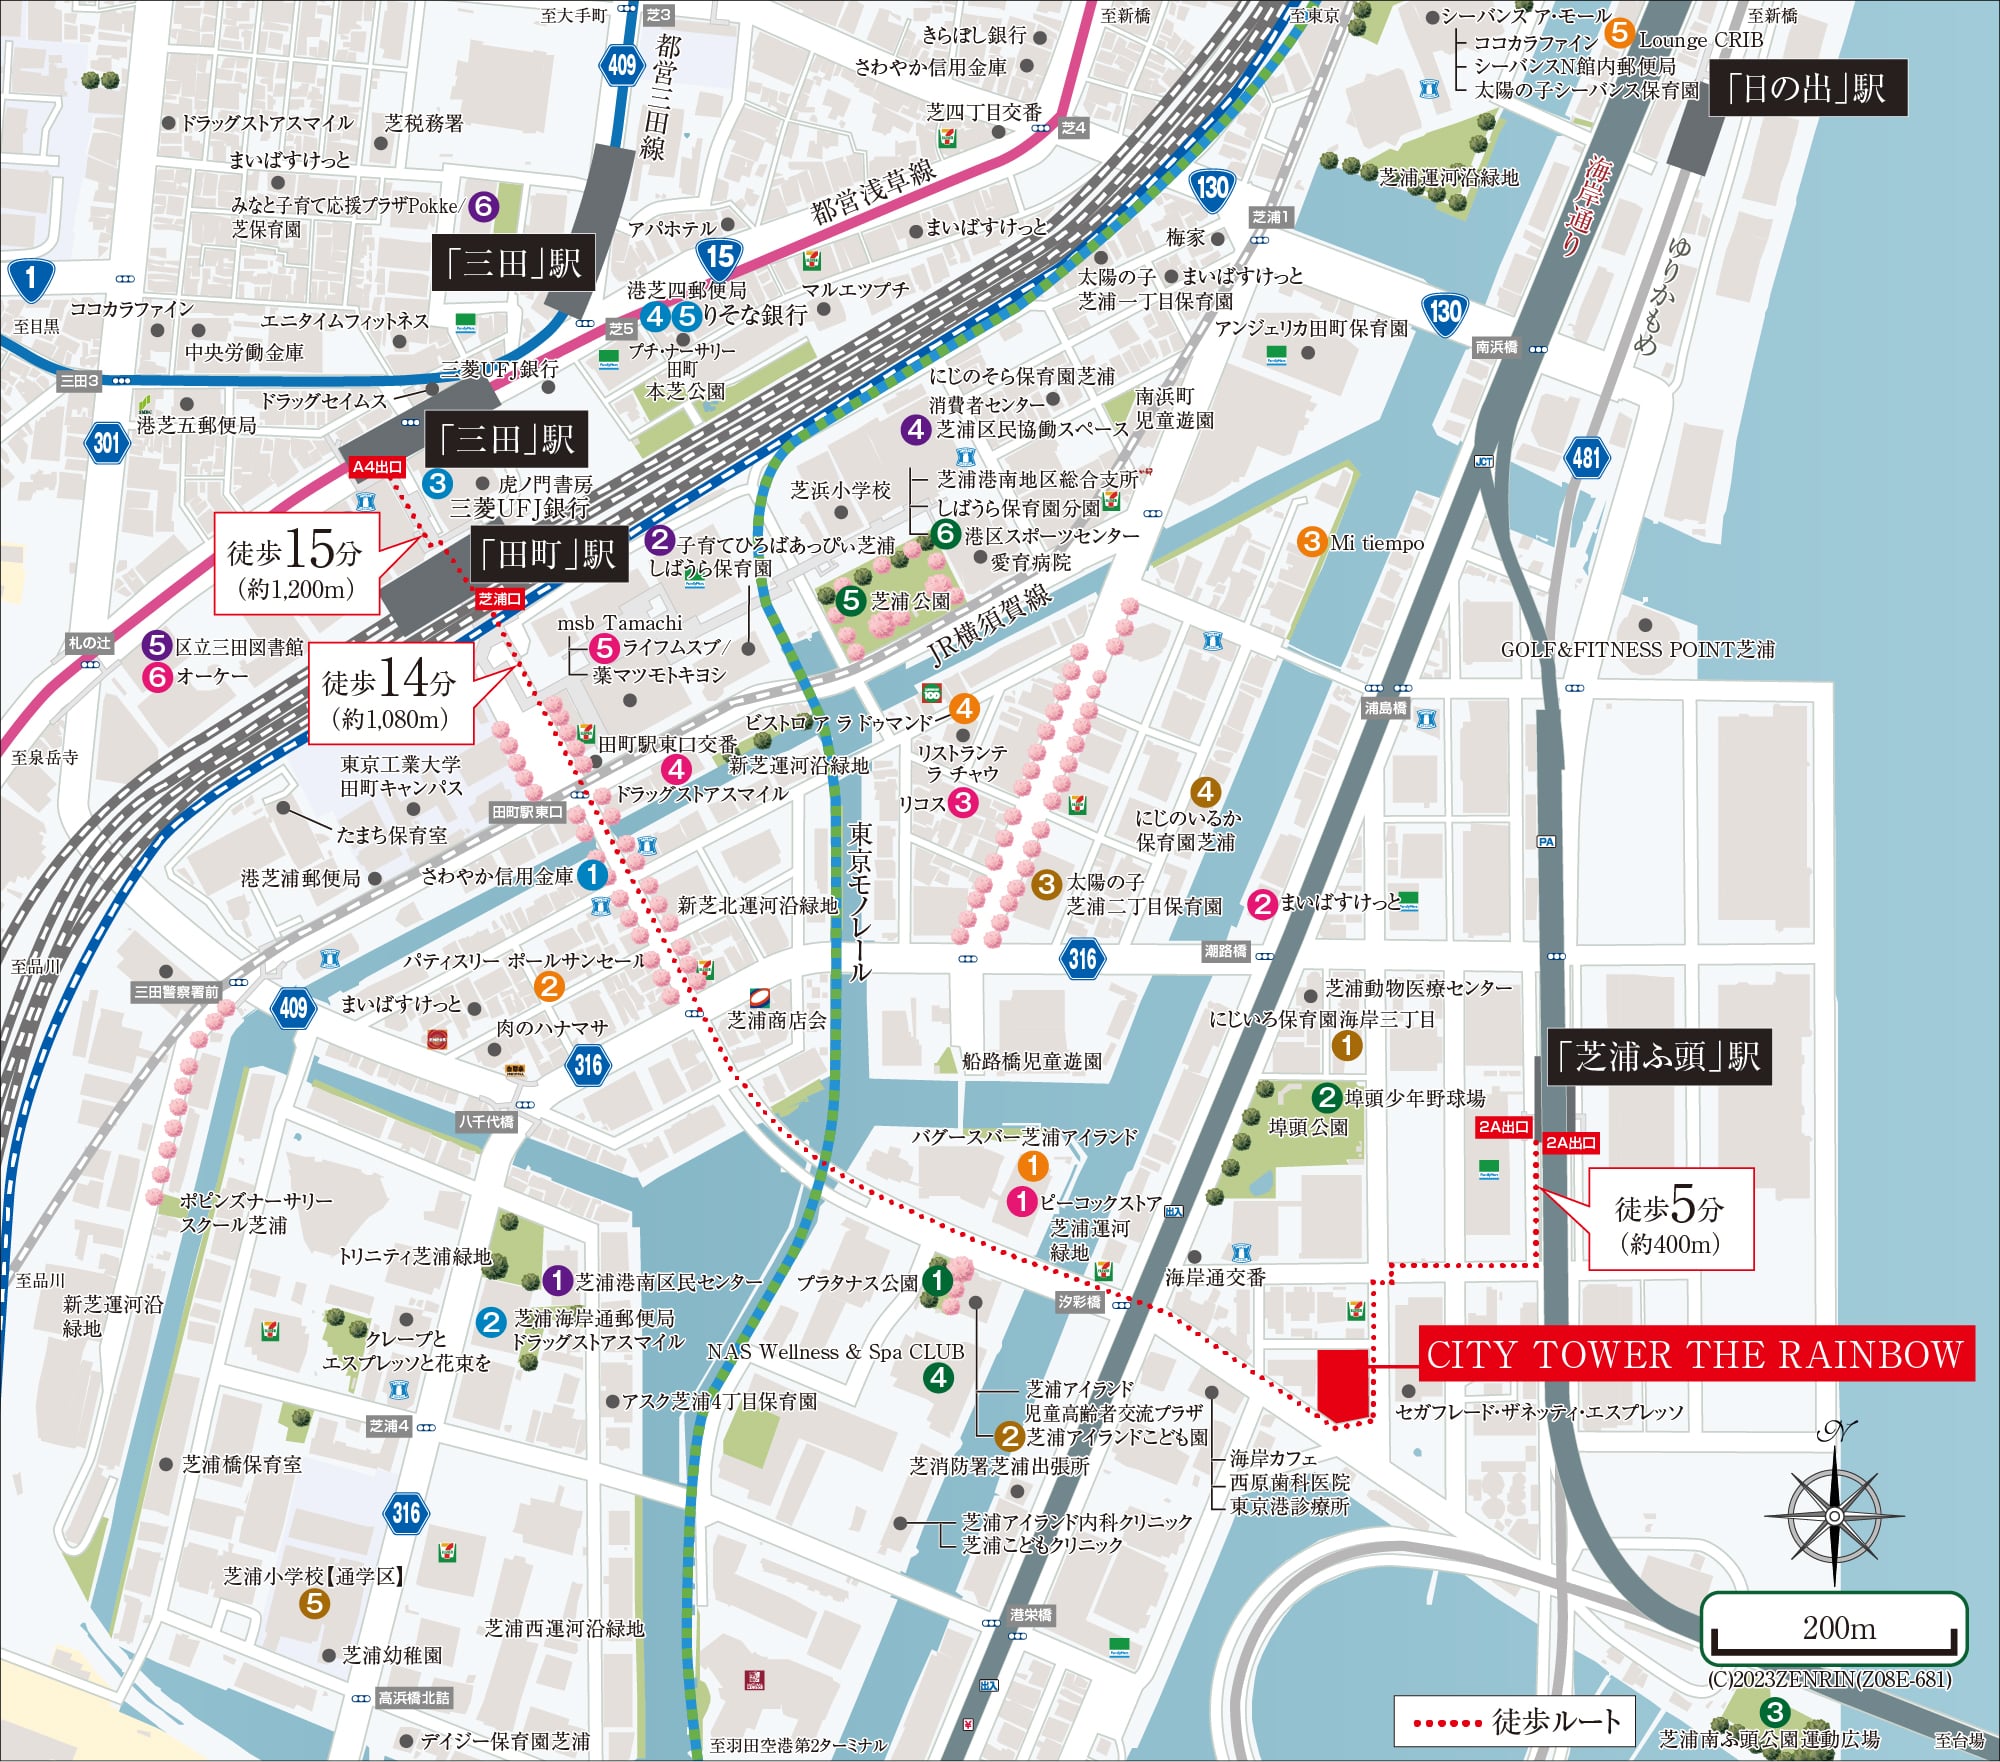 至大手町
芝3
都営三田線
409
きらぼし銀行
さわやか信用金庫
至新橋
芝四丁目交番
芝4
至東京
シーバンス ア・モール
ココカラファイン
5
Lounge CRIB
シーバンスN館内郵便局
太陽の子シーバンス保育園
至新橋
「日の出」駅
ドラッグストアスマイル
芝税務署
まいばすけっと
みなと子育て応援プラザPokke/
芝保育園
6
「三田」駅
アパホテル
都営浅草線
15
まいばすけっと
130
芝浦1
梅家
芝浦運河沿緑地
海岸通り
ゆりかもめ
1
至目黒
ココカラファイン
中央労働金庫
エニタイムフィットネス
港芝四郵便局
4
5
りそな銀行
マルエツプチ
芝5
プチ・ナーサリー
田町
本芝公園
太陽の子
芝浦一丁目保育園
まいばすけっと
アンジェリカ田町保育園
130
南浜橋
三田3
三菱UFJ銀行
ドラッグセイムス
港芝五郵便局
301
「三田」駅
A4出口
3
虎ノ門書房
三菱UFJ銀行
にじのそら保育園芝浦
消費者センター
4
芝浦区民協働スペース
南浜町
児童遊園
芝浦港南地区総合支所
しばうら保育園分園
6
港区スポーツセンター
愛育病院
芝浜小学校
JCT
481
徒歩15分
(約1,200m)
「田町」駅
芝浦口
2
子育てひろばあっぴぃ芝浦
しばうら保育園
5
芝浦公園
JR横須賀線
3
Mi tiempo
札の辻
5
区立三田図書館
6
オーケー
徒歩14分
(約1,080m)
msb Tamachi
5
ライフムスブ/
薬マツモトキヨシ
GOLF&FITNESS POINT芝浦
浦島橋
至泉岳寺
東京工業大学
田町キャンパス
たまち保育室
田町駅東口交番
4
ドラッグストアスマイル
田町駅東口
ビストロ ア ラ ドゥマンド
4
新芝運河沿緑地
リストランテ
ラ チャウ
リコス
3
4
にじのいるか
保育園芝浦
PA
東京モノレール
港芝浦郵便局
さわやか信用金庫
1
新芝北運河沿緑地
3
太陽の子
芝浦二丁目保育園
2
まいばすけっと
316
潮路橋
至品川
三田警察署前
パティスリー ポールサンセール
2
409
まいばすけっと
肉のハナマサ
316
芝浦商店会
八千代橋
船路橋児童遊園
芝浦動物医療センター
にじいろ保育園海岸三丁目
1
「芝浦ふ頭」駅
2
埠頭少年野球場
埠頭公園
2A出口
2A出口
徒歩5分
(約400m)
バグースバー芝浦アイランド
1
1
ピーコックストア
芝浦運河
緑地
出入
海岸通交番
汐彩橋
ポピンズナーサリー
スクール芝浦
トリニティ芝浦緑地
1
芝浦港南区民センター
至品川
新芝運河沿
緑地
2
芝浦海岸通郵便局
ドラッグストアスマイル
クレープと
エスプレッソと花束を
プラタナス公園
1
NAS Wellness & Spa CLUB
4
CITY TOWER THE RAINBOW
セガフレード・ザネッティ・エスプレッソ
芝浦アイランド
児童高齢者交流プラザ
2
芝浦アイランドこども園
アスク芝浦4丁目保育園
芝浦4
芝消防署芝浦出張所
海岸カフェ
西原歯科医院
東京港診療所
芝浦橋保育室
316
芝浦アイランド内科クリニック
芝浦こどもクリニック
N
芝浦小学校【通学区】
5
芝浦西運河沿緑地
芝浦幼稚園
港栄橋
高浜橋北詰
デイジー保育園芝浦
出入
至羽田空港第2ターミナル
200m
(C)2023ZENRIN(Z08E-681)
徒歩ルート
3
芝浦南ふ頭公園運動広場
至台場